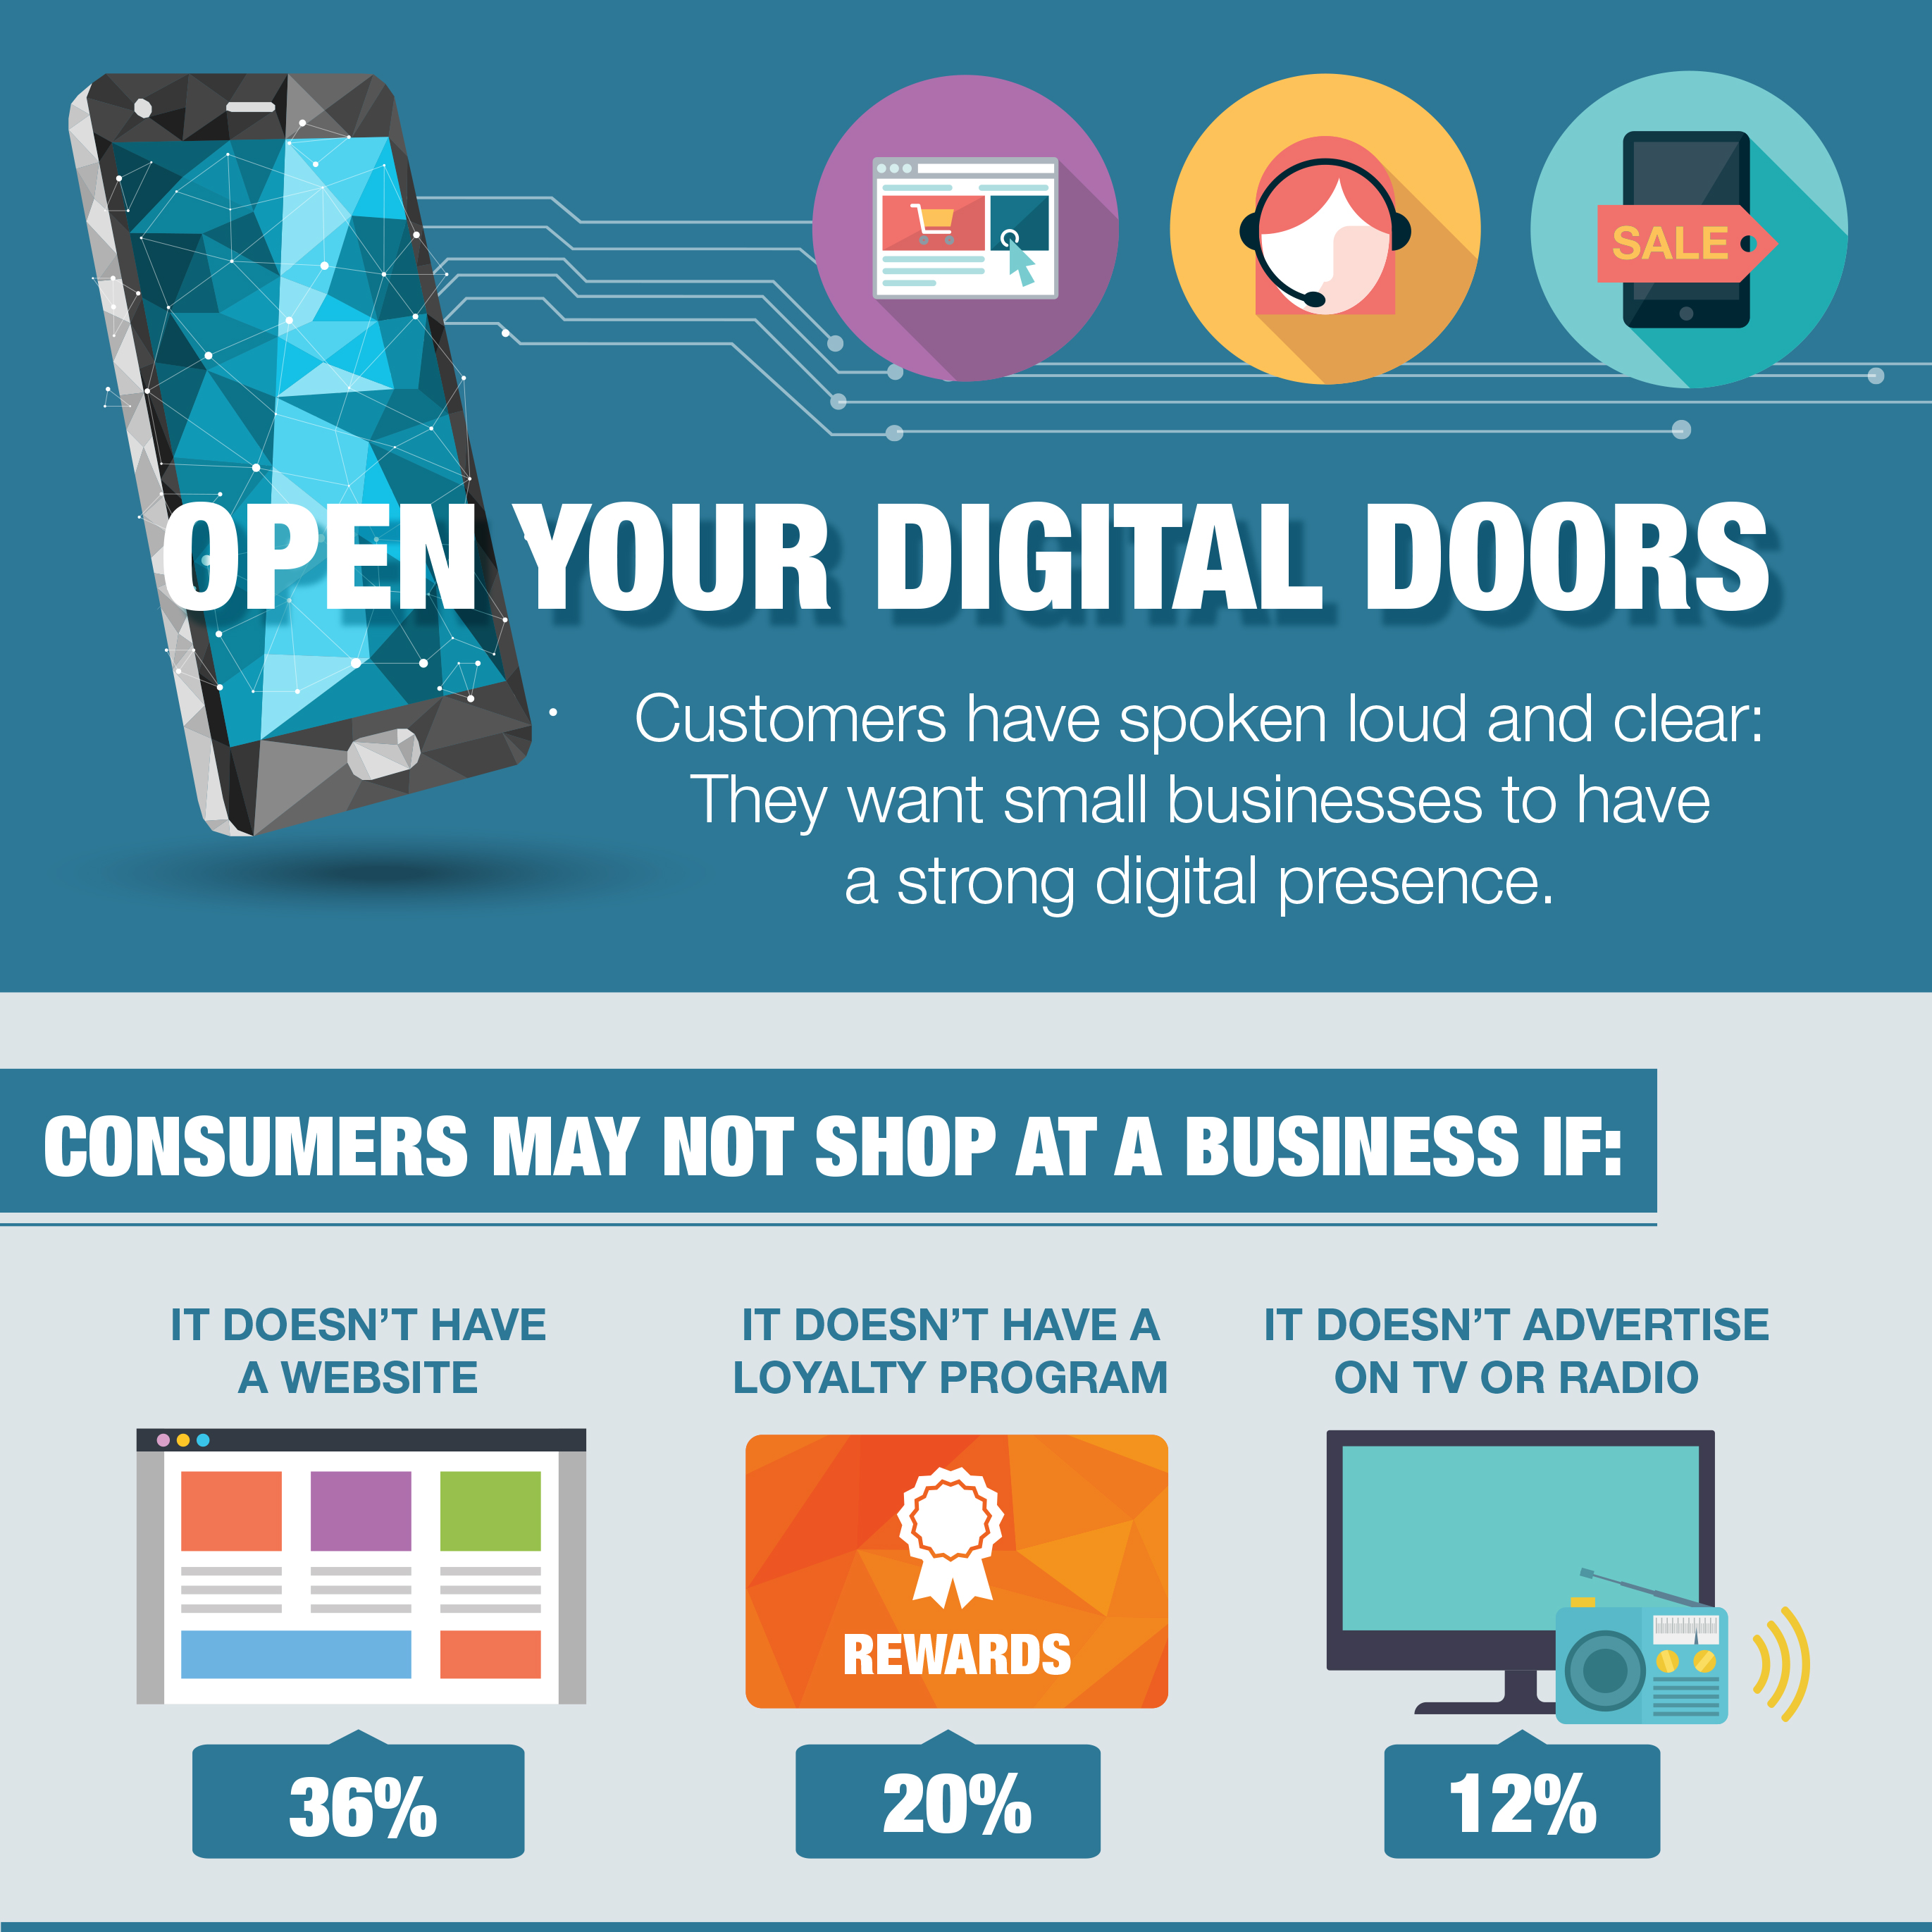 SALE
OPEN YOUR DIGITAL DOORS
Customers have spoken loud and clear:
They want small businesses to have
a strong digital presence.
CONSUMERS MAY NOT SHOP AT A BUSINESS IF:
IT DOESN'T HAVE
A WEBSITE
36%
IT DOESN'T HAVE A
LOYALTY PROGRAM
REWARDS
20%
IT DOESN'T ADVERTISE
ON TV OR RADIO
12%